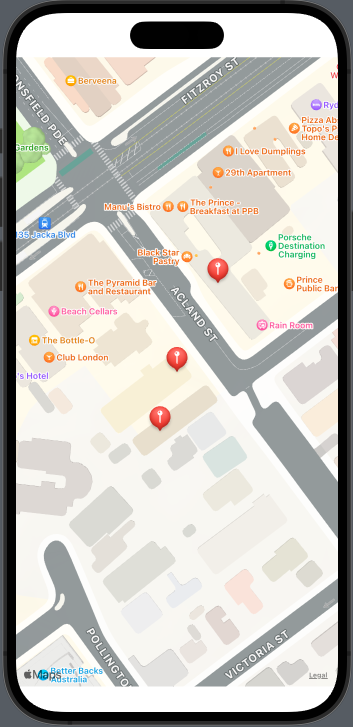 Berveena
FITZROY ST
ONSFIELD PDE
W
Ryd
Pizza Ab
Topo's P
Home De
Gardens
I Love Dumplings
29th Apartment
Manu's Bistro
The Prince -
Breakfast at PPB
135 Jacka Blvd
Black Star
Pastry
Porsche
Destination
Charging
The Pyramid Bar
and Restaurant
Prince
Public Bar
ACLAND ST
Beach Cellars
Rain Room
The Bottle-O
Club London
's Hotel
POLLINGTO
VICTORIA ST
Better Backs
Australia
Maps
Legal